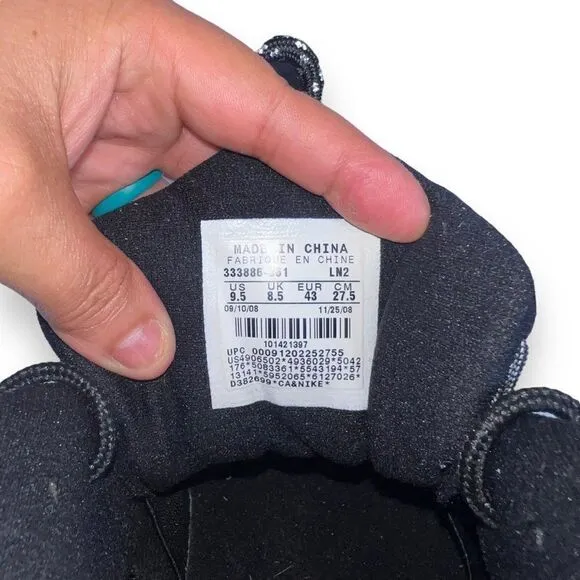 MADE IN CHINA
FABRIQUE EN CHINE
LN2
US UK EUR CM
9.5 8.5 43 27.5
09/10/08 11/25/08
101421397
UPC 00091202252755
US4906502*4936029*5042
176*5083361*5543194*57
13141*5952065*6127026*
D382699*CA&NIKE*